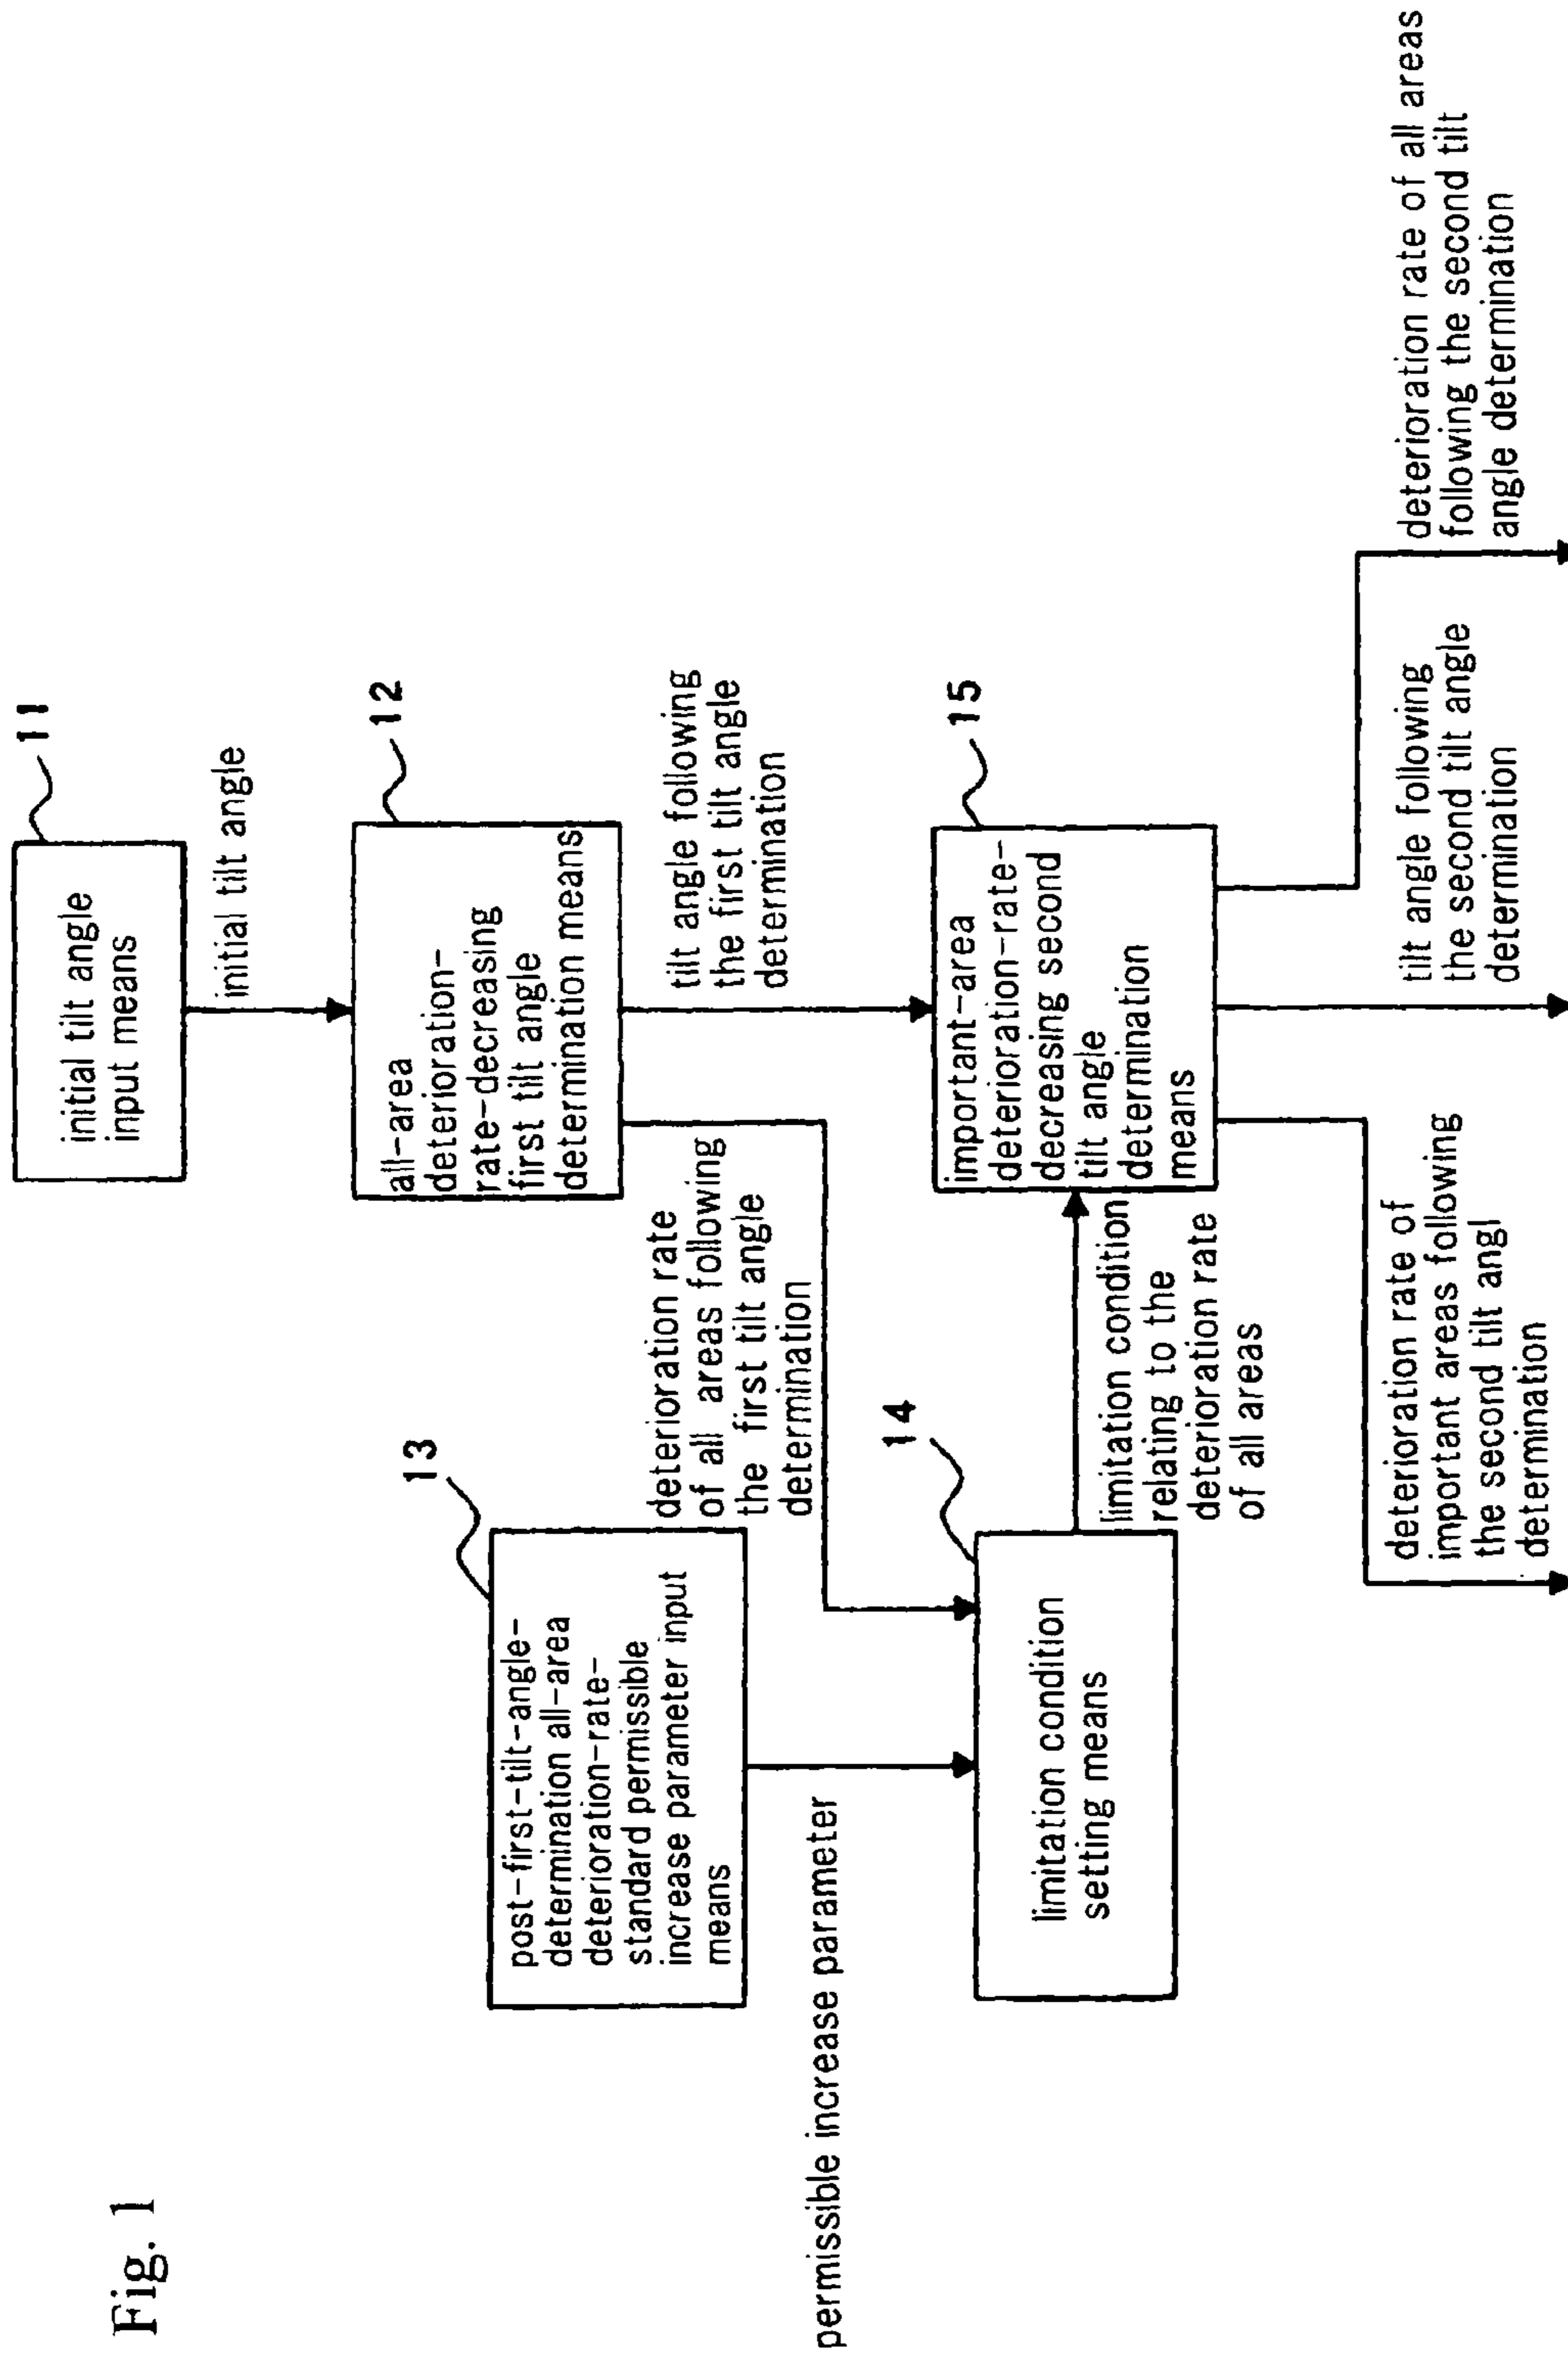 Fig. 1
11
initial tilt angle
input means
initial tilt angle
12
all-area
deterioration-
rate-decreasing
first tilt angle
determination means
13
post-first-tilt-angle-
determination all-area
deterioration-rate-
standard permissible
increase parameter input
means
deterioration rate
of all areas following
the first tilt angle
determination
tilt angle following
the first tilt angle
determination
permissible increase parameter
14
limitation condition
setting means
limitation condition
relating to the
deterioration rate
of all areas
15
important-area
deterioration-rate-
decreasing second
tilt angle
determination
means
deterioration rate of
important areas following
the second tilt angl
determination
tilt angle following
the second tilt angle
determination
deterioration rate of all areas
following the second tilt
angle determination